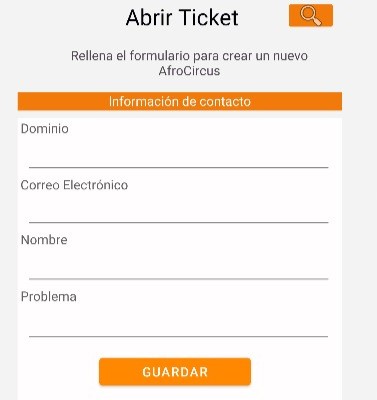 Abrir Ticket
Rellena el formulario para crear un nuevo
AfroCircus
Información de contacto
Dominio
Correo Electrónico
Nombre
Problema
GUARDAR